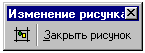 Изменение рисунка
Закрыть рисунок